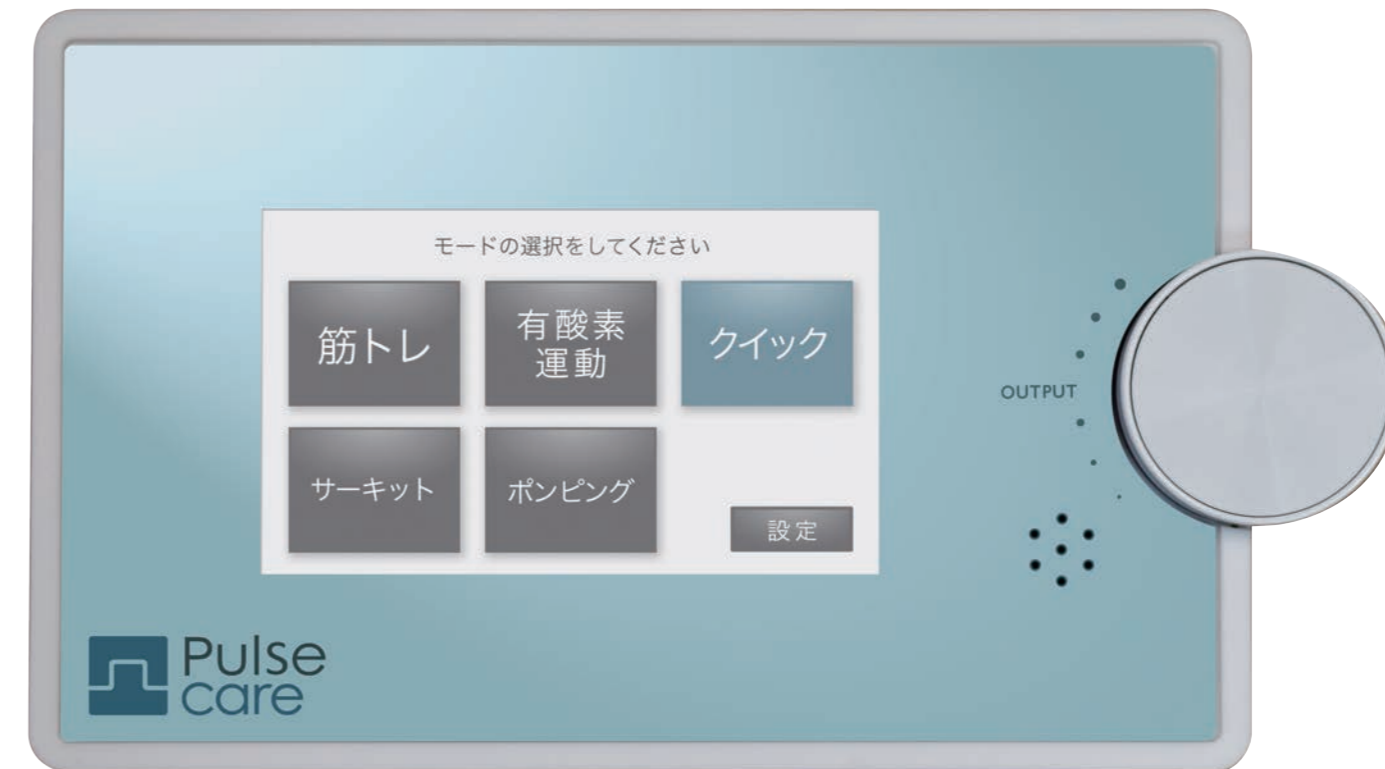 モードの選択をしてください
筋トレ
有酸素
運動
クイック
サーキット
ポンピング
設定
OUTPUT
Pulse
care